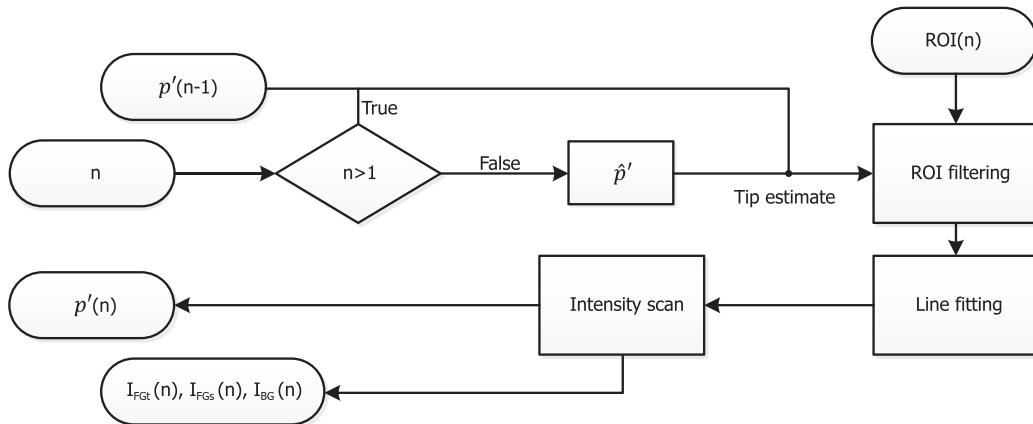 ROI(n)
p′(n-1)
True
n
n>1
False
p̂′
Tip estimate
ROI filtering
p′(n)
Intensity scan
Line fitting
I_FGt(n), I_FGs(n), I_BG(n)